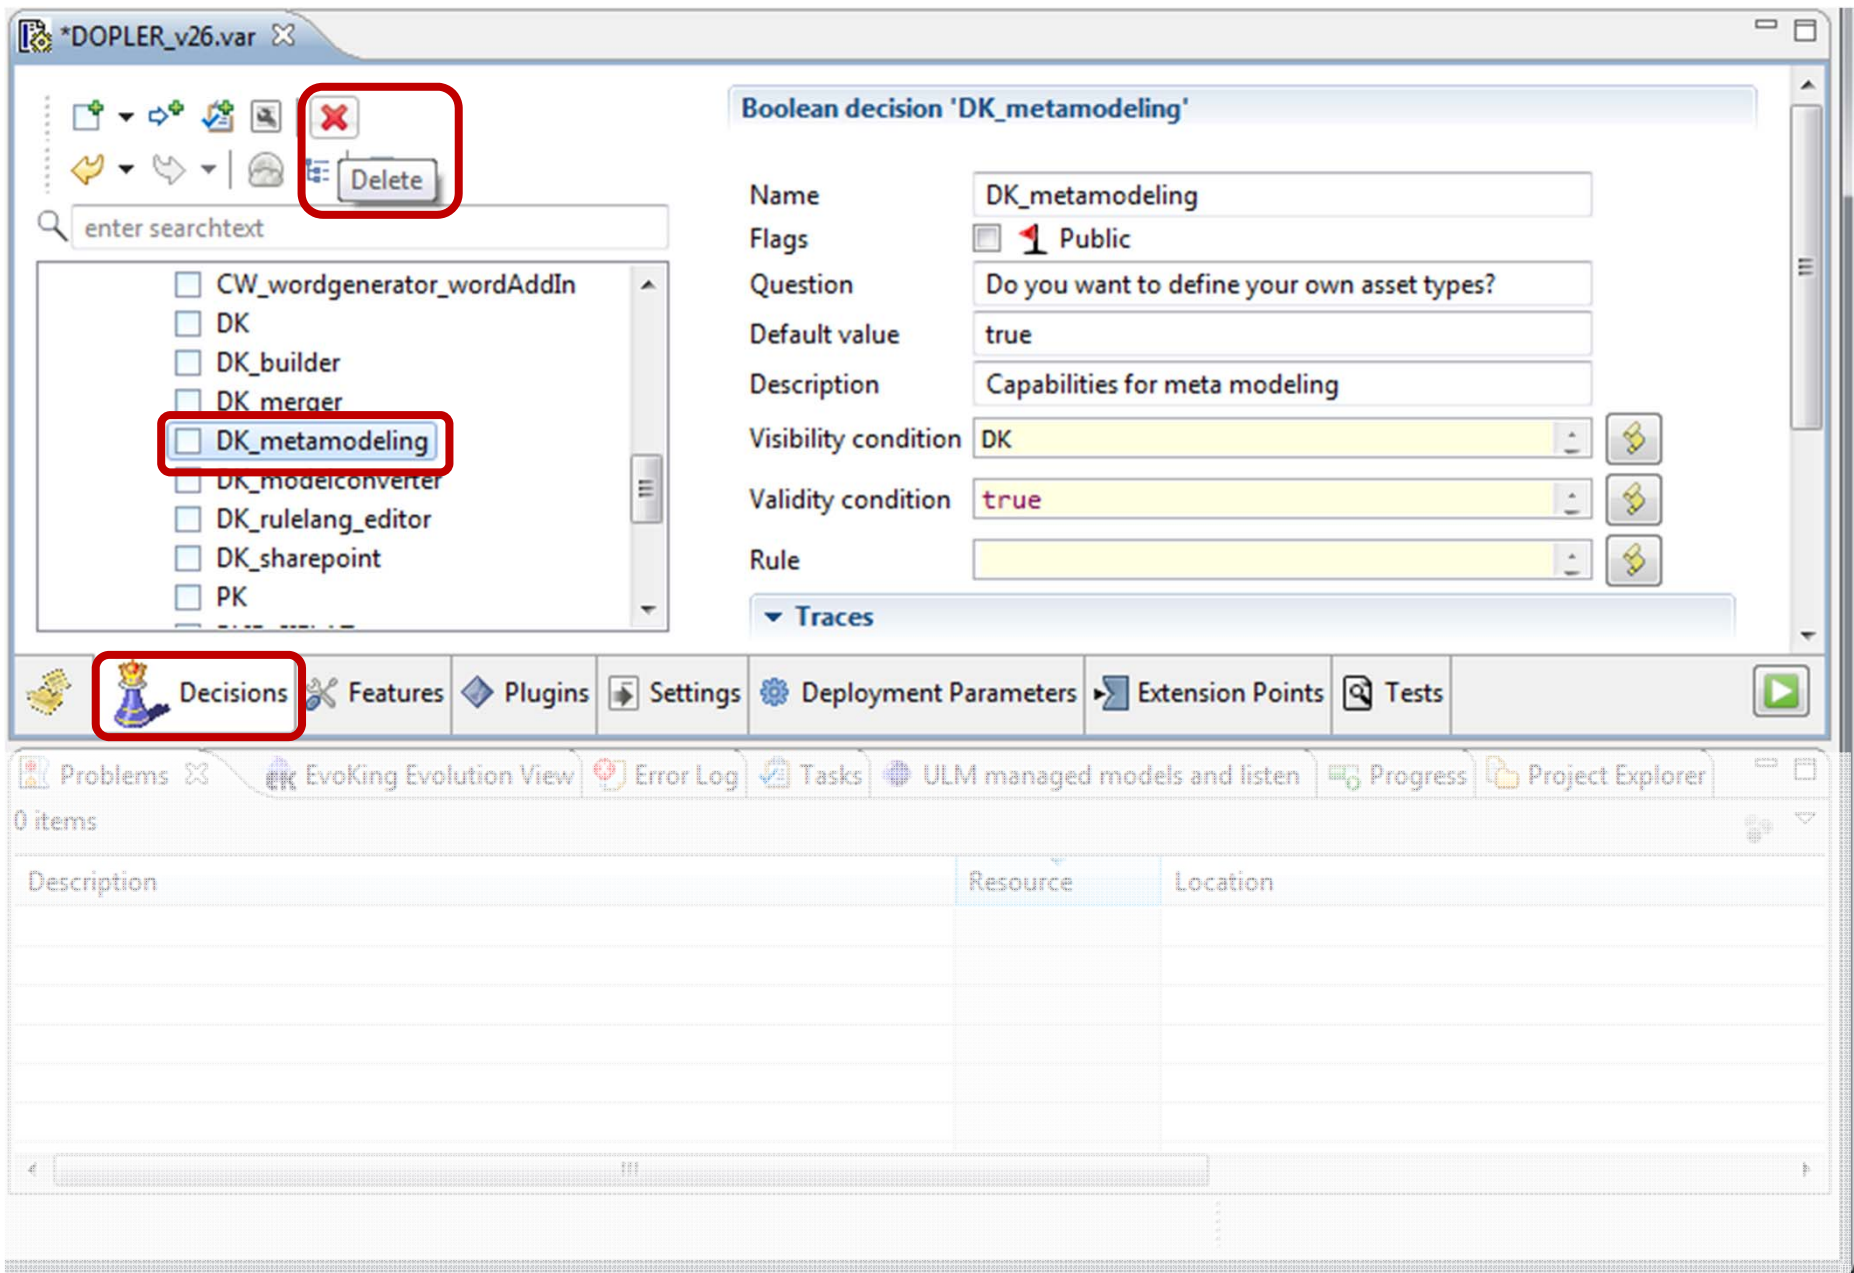 *DOPLER_v26.var
Delete
enter searchtext
CW_wordgenerator_wordAddIn
DK
DK_builder
DK_merger
DK_metamodeling
DK_modelconverter
DK_rulelang_editor
DK_sharepoint
PK
Boolean decision 'DK_metamodeling'
Name DK_metamodeling
Flags Public
Question Do you want to define your own asset types?
Default value true
Description Capabilities for meta modeling
Visibility condition DK
Validity condition true
Rule
Traces
Decisions Features Plugins Settings Deployment Parameters Extension Points Tests
Problems EvoKing Evolution View Error Log Tasks ULM managed models and listen Progress Project Explorer
0 items
Description Resource Location